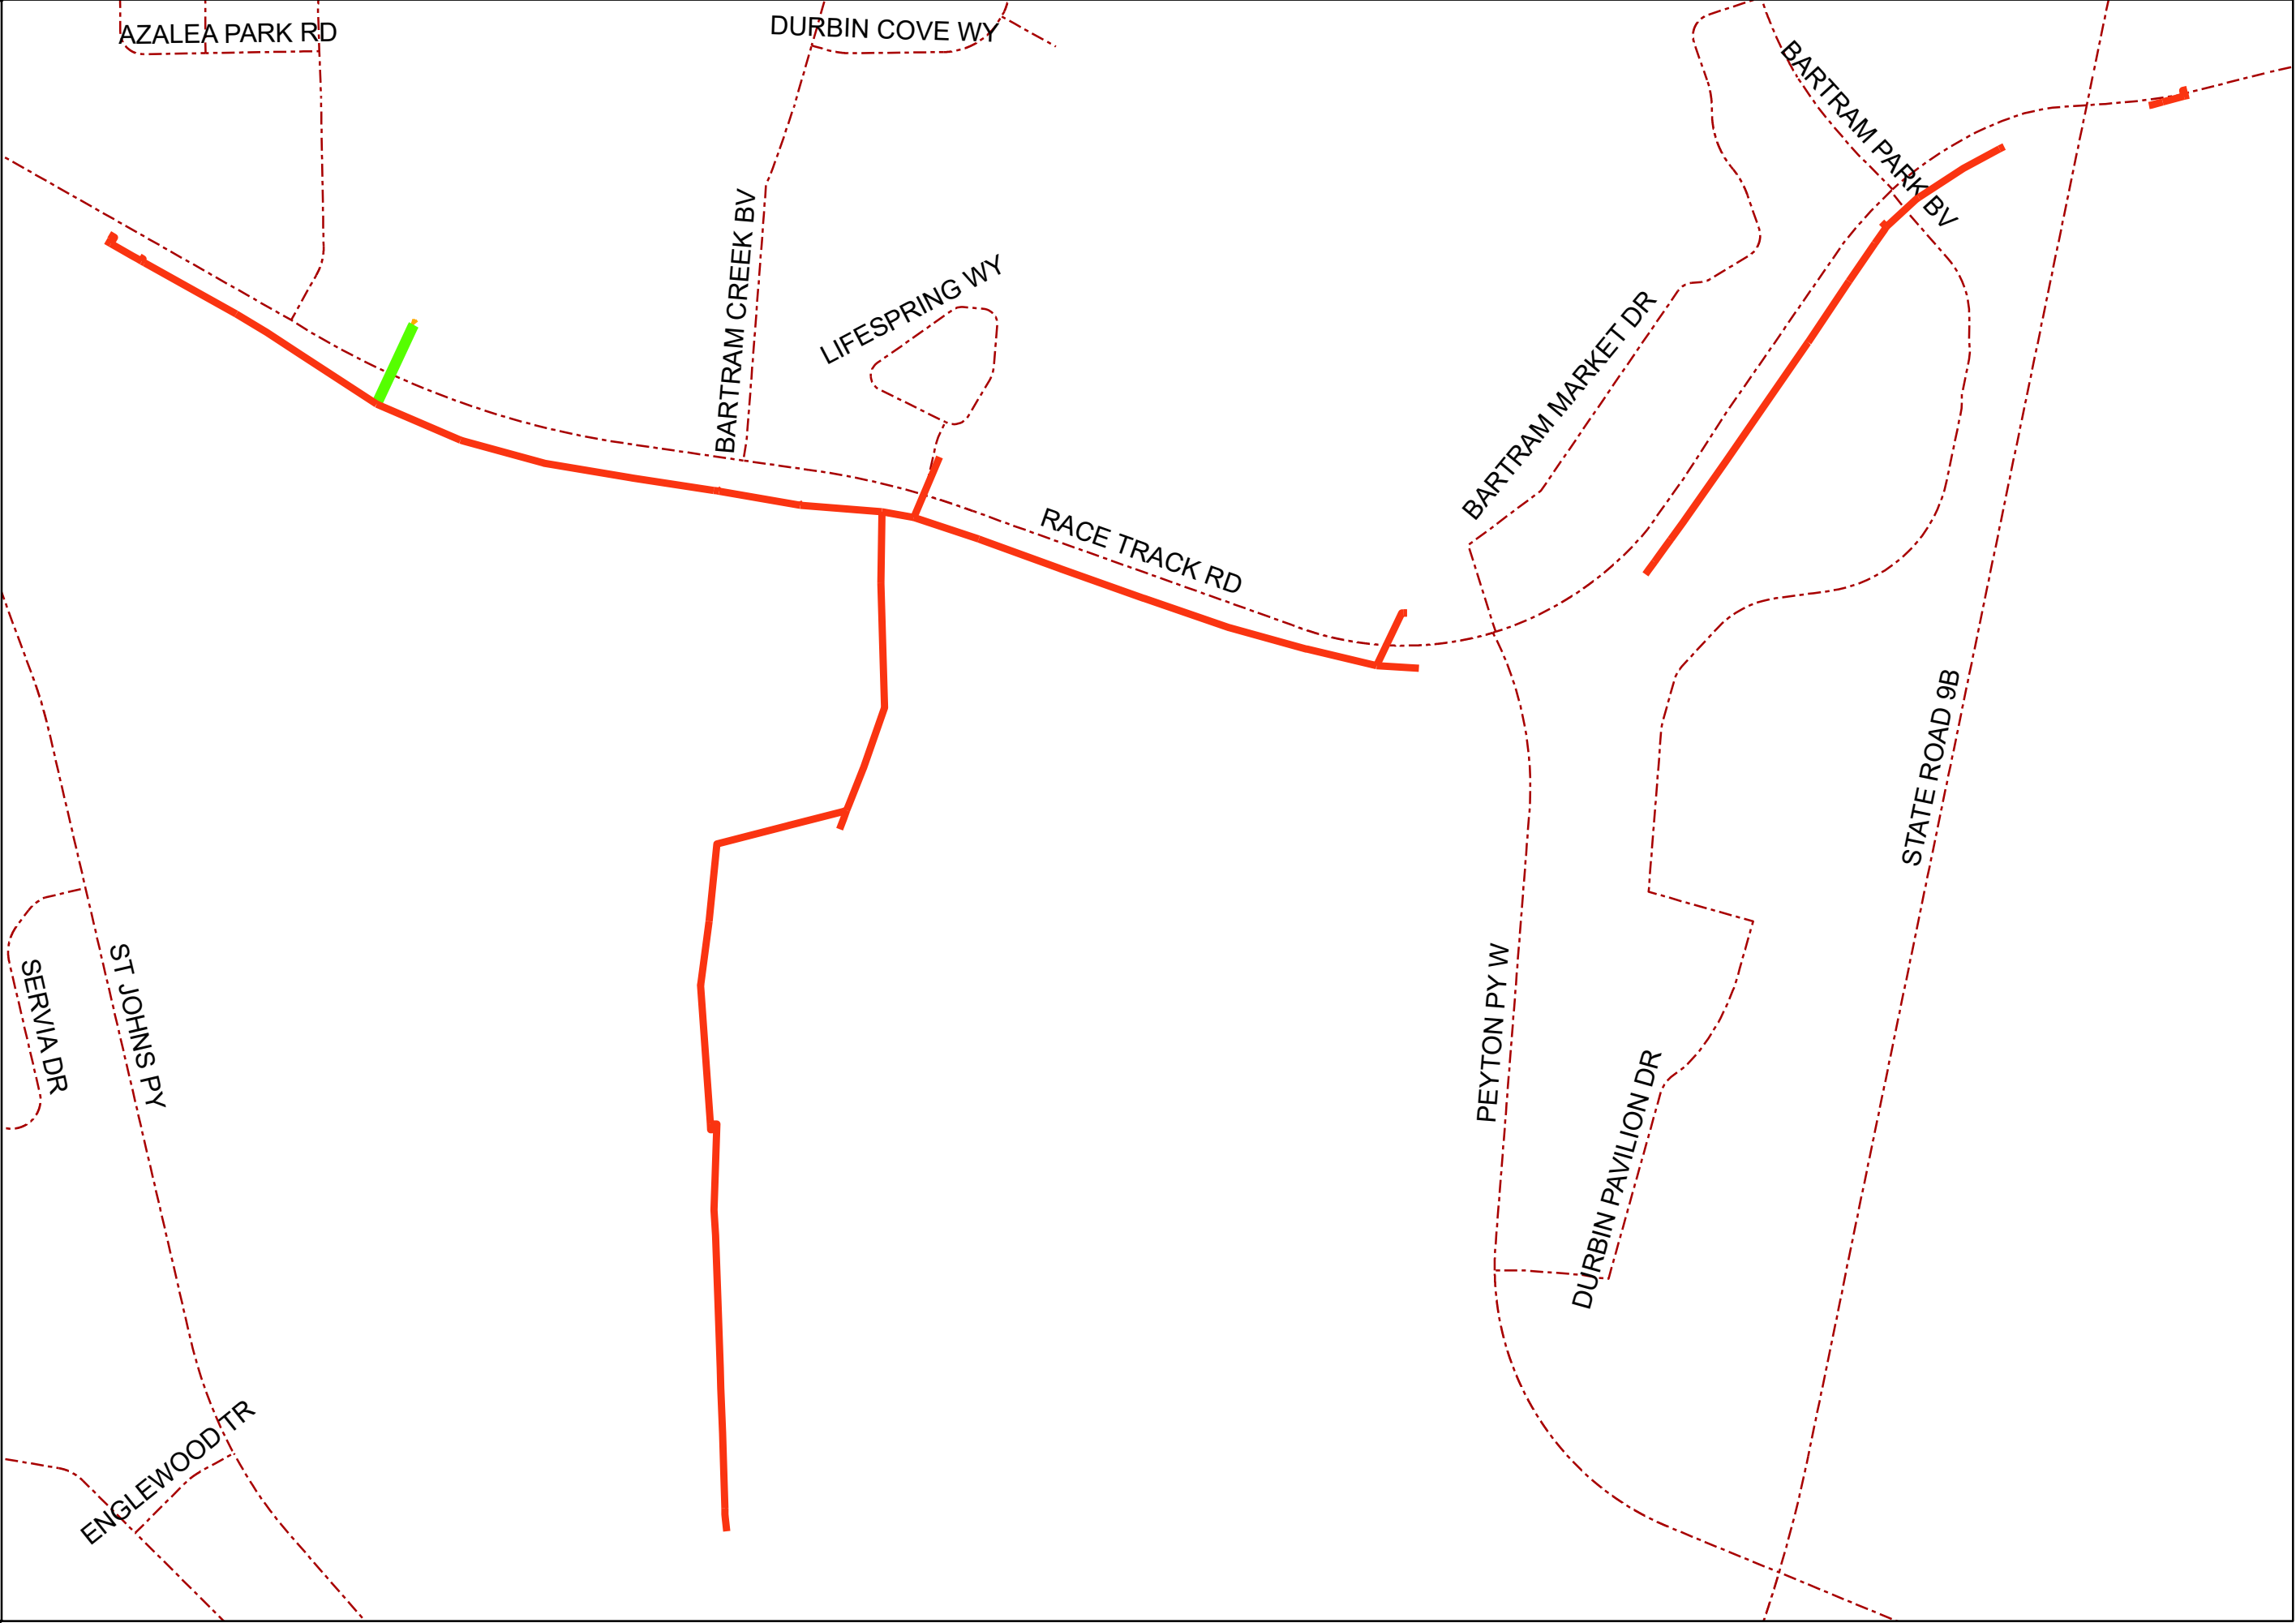 AZALEA PARK RD
DURBIN COVE WY
BARTRAM PARK BV
BARTRAM CREEK BV
LIFESPRING WY
BARTRAM MARKET DR
RACE TRACK RD
STATE ROAD 9B
ST JOHNS PY
SERVIA DR
PEYTON PY W
DURBIN PAVILION DR
ENGLEWOOD TR